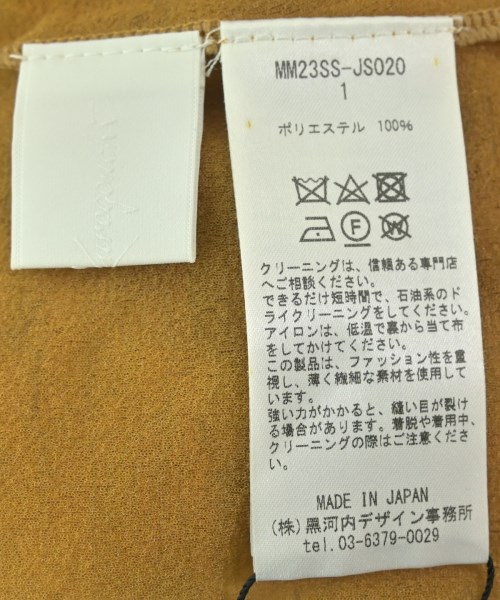 MM23SS-JS020
1
ポリエステル 100%
クリーニングは、信頼ある専門店
へご相談ください。
できるだけ短時間で、石油系のド
ライクリーニングをしてください。
アイロンは、低温で裏から当て布
をしてかけてください。
この製品は、ファッション性を重
視し、薄く繊細な素材を使用して
います。
強い力がかかると、縫い目が裂け
る場合があります。着脱や着用中、
クリーニングの際はご注意くださ
い。
MADE IN JAPAN
(株)黒河内デザイン事務所
tel.03-6379-0029